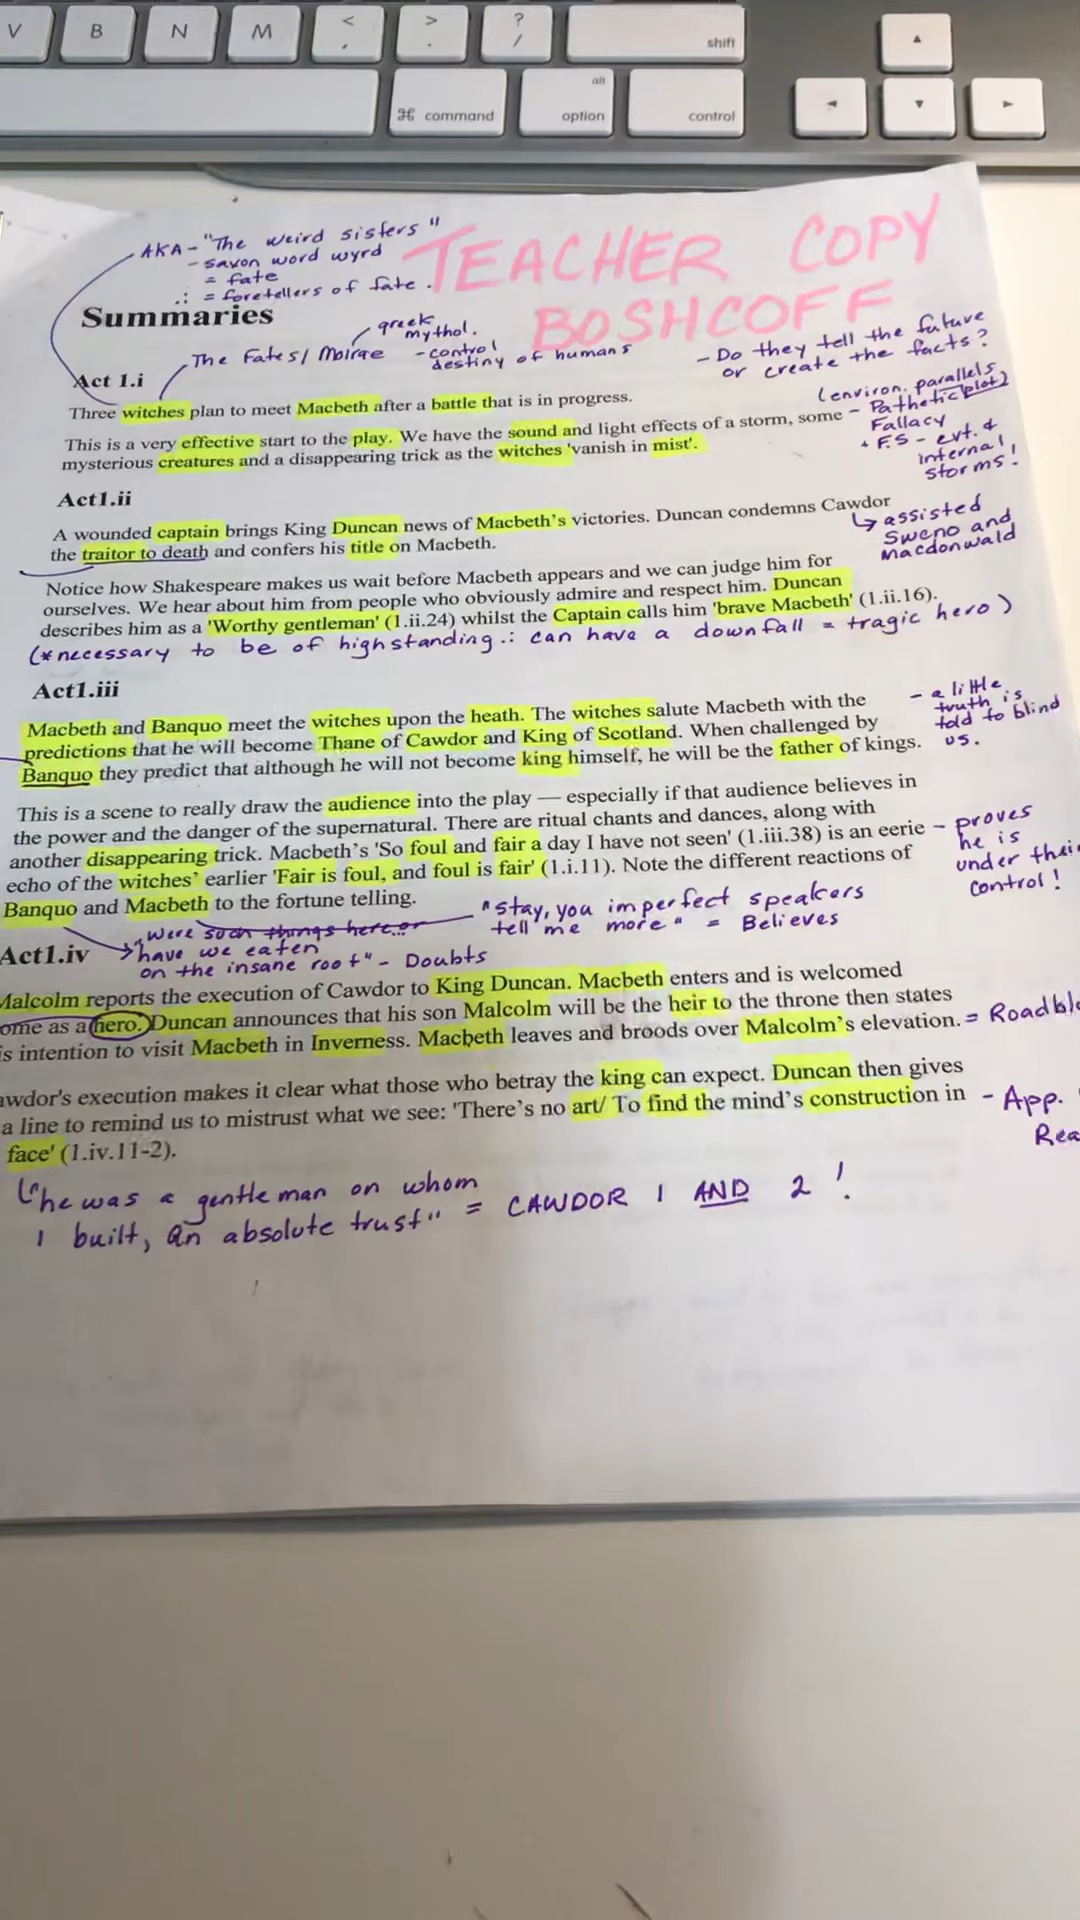 V B N M < , > . ? / shift
⌘ command alt option control
AKA - "The weird sisters"
- saxon word wyrd
= fate
∴ = foretellers of fate.
TEACHER COPY
BOSHCOFF
Summaries
The Fates/ Moirae
greek mythol.
- control
destiny of humans
- Do they tell the future
or create the facts?
Act 1.i
Three witches plan to meet Macbeth after a battle that is in progress.
This is a very effective start to the play. We have the sound and light effects of a storm, some
mysterious creatures and a disappearing trick as the witches 'vanish in mist'.
(environ. parallels
plot)
- Pathetic
Fallacy
+ F.S - ext. &
internal
storms!
Act1.ii
A wounded captain brings King Duncan news of Macbeth's victories. Duncan condemns Cawdor
the traitor to death and confers his title on Macbeth.
↳ assisted
Sweno and
Macdonwald
Notice how Shakespeare makes us wait before Macbeth appears and we can judge him for
ourselves. We hear about him from people who obviously admire and respect him. Duncan
describes him as a 'Worthy gentleman' (1.ii.24) whilst the Captain calls him 'brave Macbeth' (1.ii.16).
(*necessary to be of highstanding ∴ can have a downfall = tragic hero)
Act1.iii
Macbeth and Banquo meet the witches upon the heath. The witches salute Macbeth with the
predictions that he will become Thane of Cawdor and King of Scotland. When challenged by
Banquo they predict that although he will not become king himself, he will be the father of kings.
- a little
truth is
told to blind
us.
This is a scene to really draw the audience into the play — especially if that audience believes in
the power and the danger of the supernatural. There are ritual chants and dances, along with
another disappearing trick. Macbeth's 'So foul and fair a day I have not seen' (1.iii.38) is an eerie
echo of the witches' earlier 'Fair is foul, and foul is fair' (1.i.11). Note the different reactions of
Banquo and Macbeth to the fortune telling.
- proves
he is
under thei
control!
"Stay, you imperfect speakers
tell me more" = Believes
"were such things here or
have we eaten
on the insane root" - Doubts
Act1.iv
Malcolm reports the execution of Cawdor to King Duncan. Macbeth enters and is welcomed
ome as a hero. Duncan announces that his son Malcolm will be the heir to the throne then states
is intention to visit Macbeth in Inverness. Macbeth leaves and broods over Malcolm's elevation.
= Roadblo
awdor's execution makes it clear what those who betray the king can expect. Duncan then gives
a line to remind us to mistrust what we see: 'There's no art/ To find the mind's construction in
face' (1.iv.11-2).
- App.
Rea
↳"he was a gentleman on whom
I built, an absolute trust" = CAWDOR 1 AND 2 !